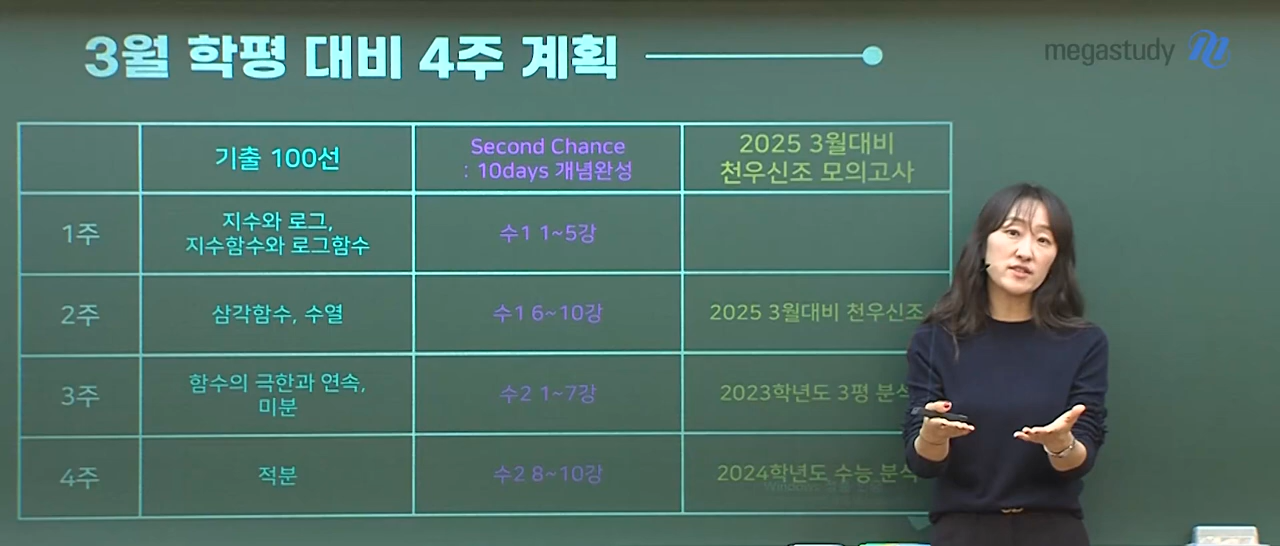 3월 학평 대비 4주 계획
megastudy
기출 100선
Second Chance
: 10days 개념완성
2025 3월대비
천우신조 모의고사
1주
지수와 로그,
지수함수와 로그함수
수1 1~5강
2주
삼각함수, 수열
수1 6~10강
2025 3월대비 천우신조
3주
함수의 극한과 연속,
미분
수2 1~7강
2023학년도 3평 분석
4주
적분
수2 8~10강
2024학년도 수능 분석